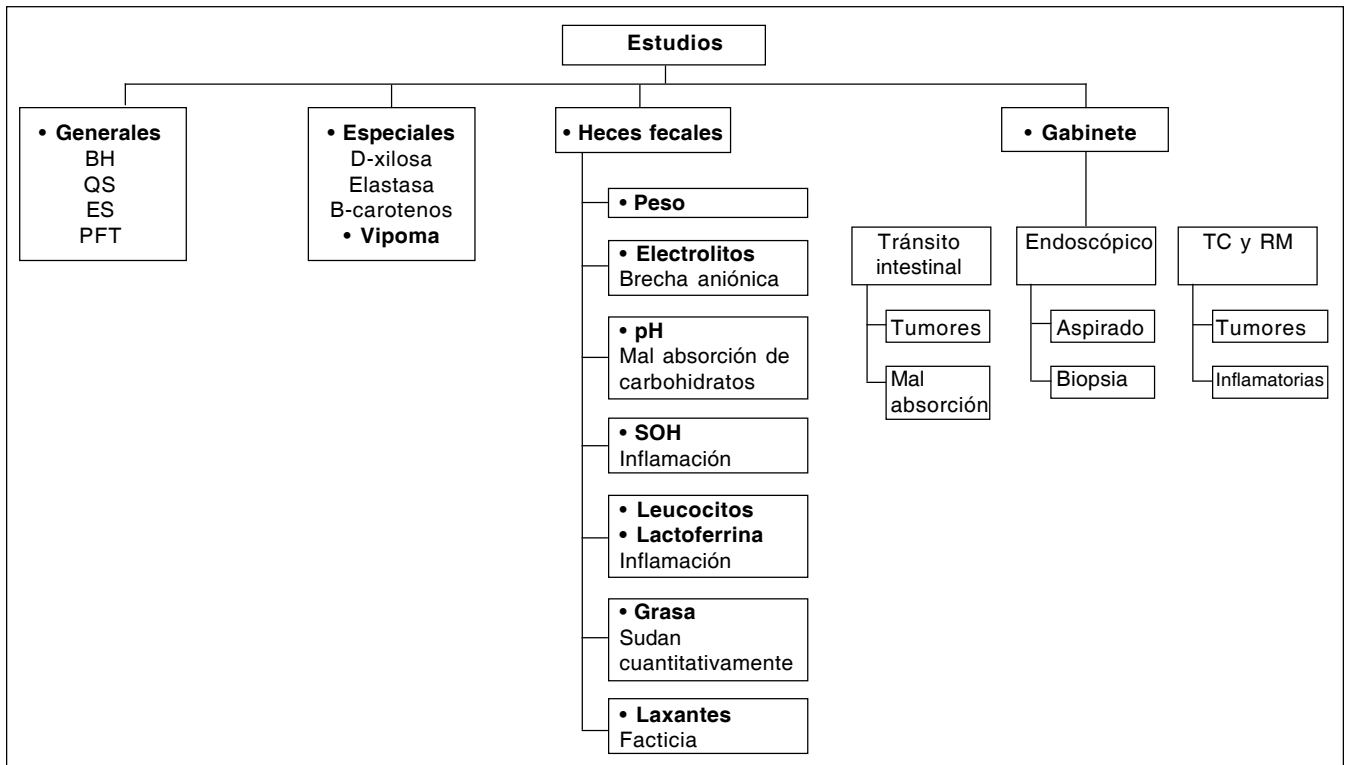 Estudios
• Generales
BH
QS
ES
PFT
• Especiales
D-xilosa
Elastasa
B-carotenos
• Vipoma
• Heces fecales
• Peso
• Electrolitos
Brecha aniónica
• pH
Mal absorción de
carbohidratos
• SOH
Inflamación
• Leucocitos
• Lactoferrina
Inflamación
• Grasa
Sudan
cuantitativamente
• Laxantes
Facticia
• Gabinete
Tránsito
intestinal
Tumores
Mal
absorción
Endoscópico
Aspirado
Biopsia
TC y RM
Tumores
Inflamatorias